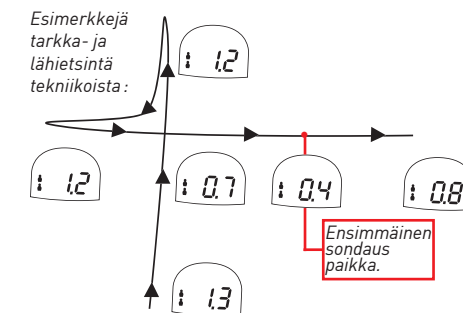 Esimerkkejä
tarkka- ja
lähietsintä
tekniikoista:
1.2
1.2
0.7
0.4
0.8
Ensimmäinen
sondaus
paikka.
1.3